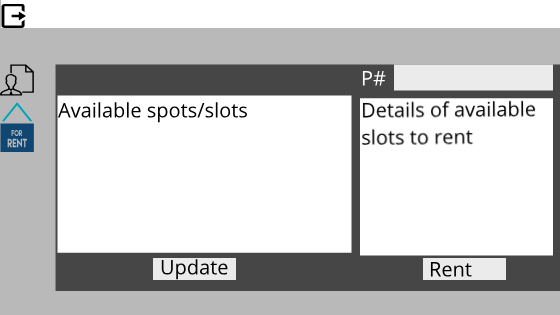 P#
Available spots/slots
Details of available
slots to rent
FOR
RENT
Update
Rent